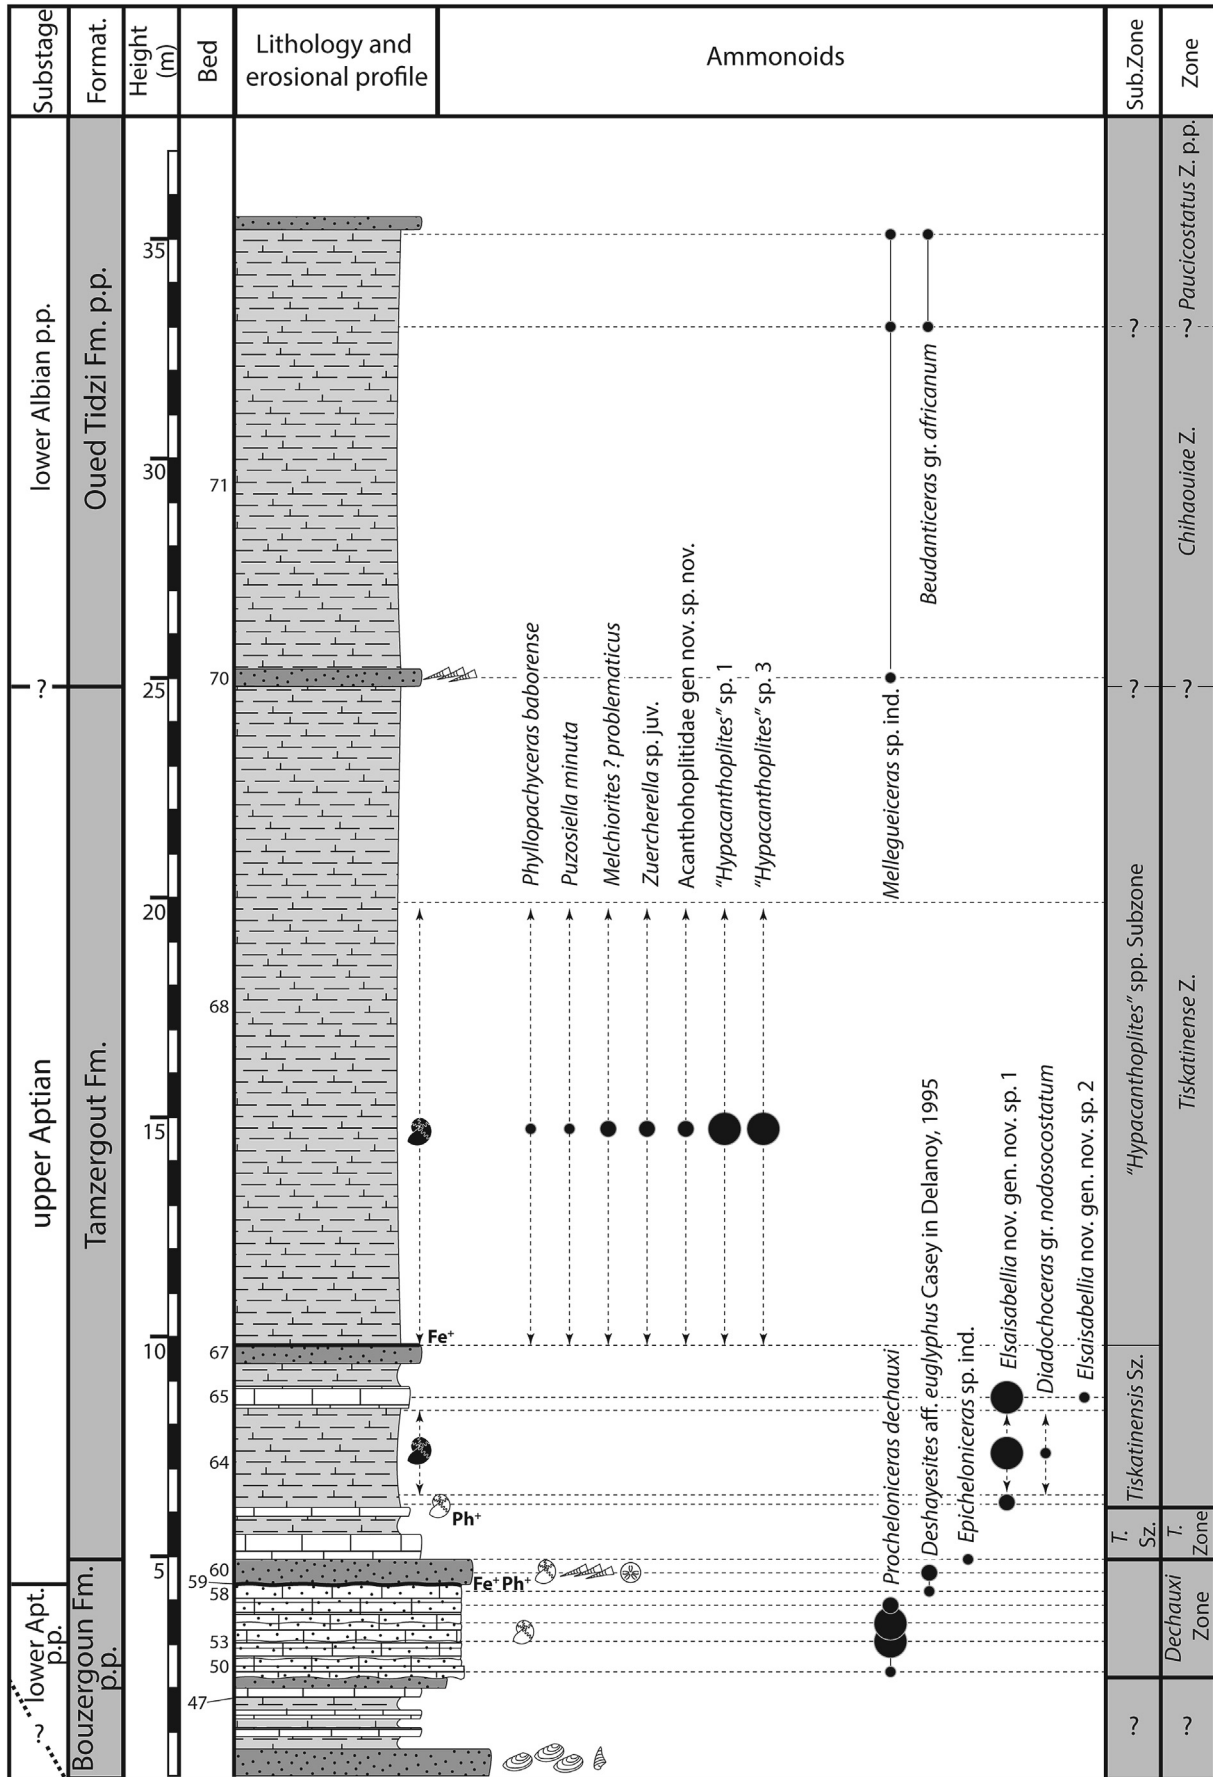 Substage
Format.
Height
(m)
Bed
Lithology and
erosional profile
Ammonoids
Sub.Zone
Zone
lower Albian p.p.
?
upper Aptian
lower Apt.
p.p.
?
Oued Tidzi Fm. p.p.
Tamzergout Fm.
Bouzergoun Fm.
p.p.
35
30
25
20
15
10
5
71
70
68
67
65
64
60
59
58
53
50
47
Fe⁺
Ph⁺
Fe⁺Ph⁺
Phyllopachyceras baborense
Puzosiella minuta
Melchiorites ? problematicus
Zuercherella sp. juv.
Acanthohoplitidae gen nov. sp. nov.
"Hypacanthoplites" sp. 1
"Hypacanthoplites" sp. 3
Mellegueiceras sp. ind.
Beudanticeras gr. africanum
Procheloniceras dechauxi
Deshayesites aff. euglyphus Casey in Delanoy, 1995
Epicheloniceras sp. ind.
Elsaisabellia nov. gen. nov. sp. 1
Diadochoceras gr. nodosocostatum
Elsaisabellia nov. gen. nov. sp. 2
?
?
"Hypacanthoplites" spp. Subzone
Tiskatinensis Sz.
T.
Sz.
?
Paucicostatus Z. p.p.
?
Chihaouiae Z.
?
Tiskatinense Z.
T.
Zone
Dechauxi
Zone
?